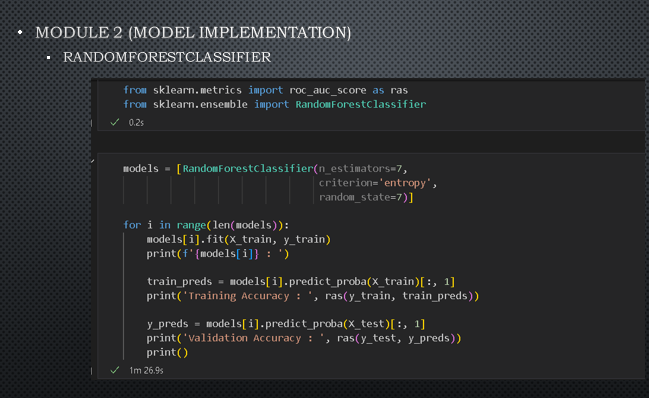 • MODULE 2 (MODEL IMPLEMENTATION)
▪ RANDOMFORESTCLASSIFIER
from sklearn.metrics import roc_auc_score as ras
from sklearn.ensemble import RandomForestClassifier
✓ 0.2s
models = [RandomForestClassifier(n_estimators=7,
criterion='entropy',
random_state=7)]
for i in range(len(models)):
models[i].fit(X_train, y_train)
print(f'{models[i]} : ')
train_preds = models[i].predict_proba(X_train)[:, 1]
print('Training Accuracy : ', ras(y_train, train_preds))
y_preds = models[i].predict_proba(X_test)[:, 1]
print('Validation Accuracy : ', ras(y_test, y_preds))
print()
✓ 1m 26.9s